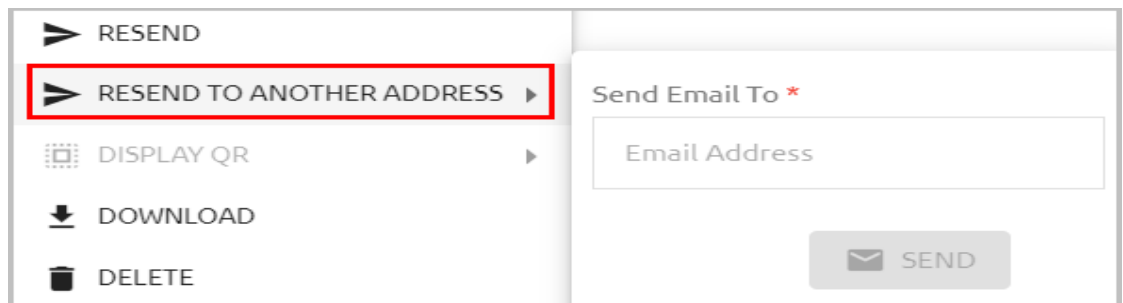 RESEND
RESEND TO ANOTHER ADDRESS
DISPLAY QR
DOWNLOAD
DELETE
Send Email To *
Email Address
SEND